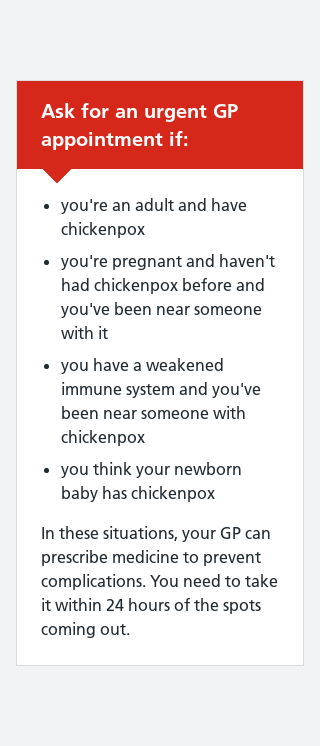 Ask for an urgent GP
appointment if:
• you're an adult and have
chickenpox
• you're pregnant and haven't
had chickenpox before and
you've been near someone
with it
• you have a weakened
immune system and you've
been near someone with
chickenpox
• you think your newborn
baby has chickenpox
In these situations, your GP can
prescribe medicine to prevent
complications. You need to take
it within 24 hours of the spots
coming out.